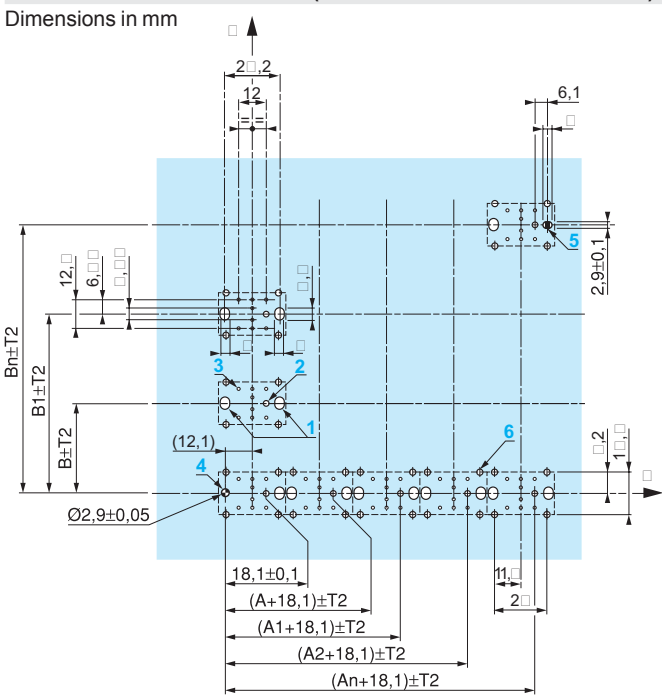 Dimensions in mm
2□,2
12
6,1
=
=
5
2,9±0,1
12,□
6,□□
□,□□
□,□
Bn±T2
B1±T2
B±T2
3
2
1
(12,1)
4
6
□,2
1□,□
Ø2,9±0,05
18,1±0,1
11,□
(A+18,1)±T2
2□
(A1+18,1)±T2
(A2+18,1)±T2
(An+18,1)±T2